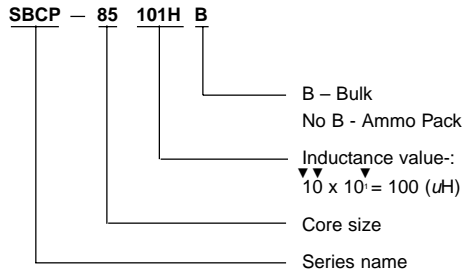 SBCP – 85 101H B
B – Bulk
No B - Ammo Pack
Inductance value-:
10 x 10¹ = 100 (uH)
Core size
Series name